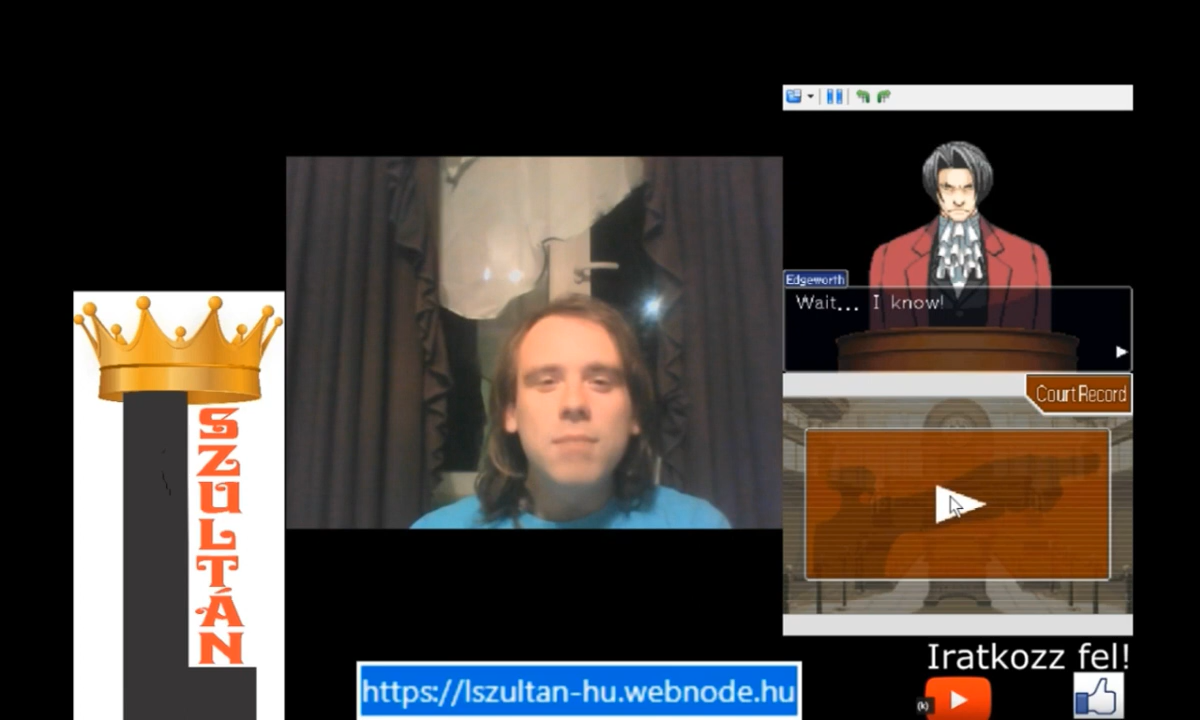 Edgeworth
Wait... I know!
Court Record
SZULTÁN
Iratkozz fel!
https://lszultan-hu.webnode.hu
(k)